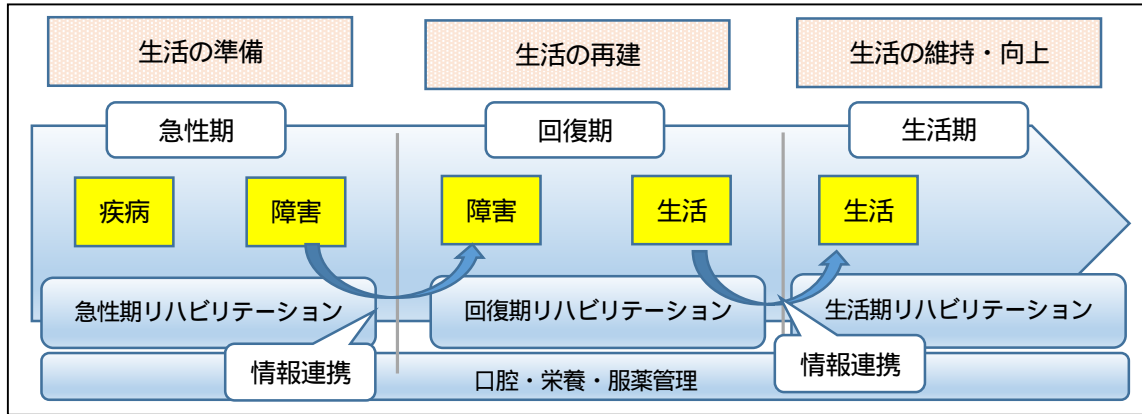 生活の準備
生活の再建
生活の維持・向上
急性期
回復期
生活期
疾病
障害
障害
生活
生活
急性期リハビリテーション
回復期リハビリテーション
生活期リハビリテーション
情報連携
情報連携
口腔・栄養・服薬管理